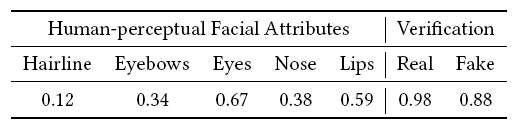 Human-perceptual Facial Attributes Verification
Hairline Eyebrows Eyes Nose Lips Real Fake
0.12 0.34 0.67 0.38 0.59 0.98 0.88